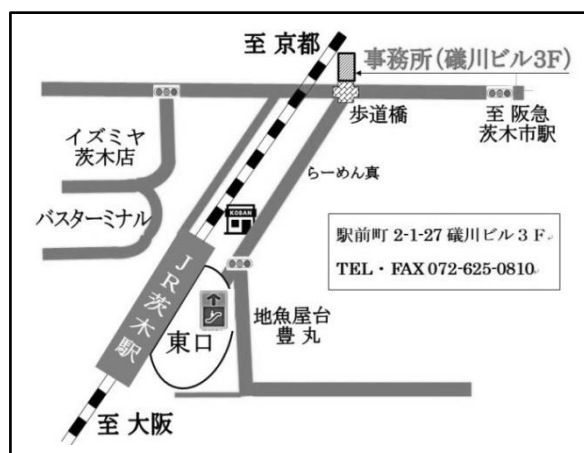 至 京都
事務所(磯川ビル3F)
歩道橋
至 阪急
茨木市駅
イズミヤ
茨木店
らーめん真
バスターミナル
KOBAN
駅前町 2-1-27 磯川ビル3F
TEL・FAX 072-625-0810
JR茨木駅
地魚屋台
豊丸
東口
至 大阪